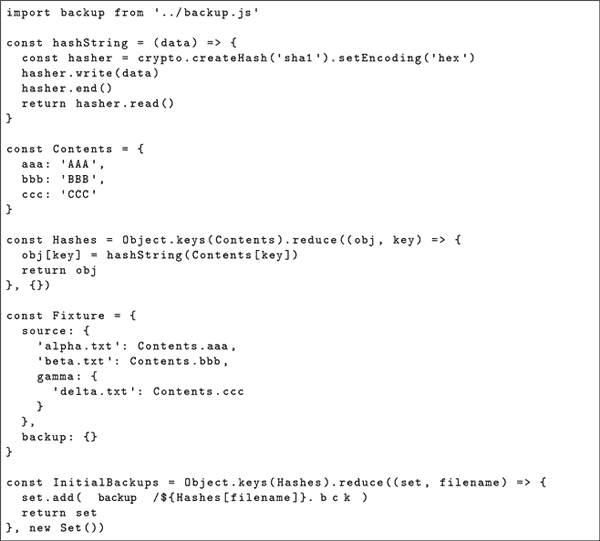 import backup from '../backup.js'
const hashString = (data) => {
  const hasher = crypto.createHash('sha1').setEncoding('hex')
  hasher.write(data)
  hasher.end()
  return hasher.read()
}
const Contents = {
  aaa: 'AAA',
  bbb: 'BBB',
  ccc: 'CCC'
}
const Hashes = Object.keys(Contents).reduce((obj, key) => {
  obj[key] = hashString(Contents[key])
  return obj
}, {})
const Fixture = {
  source: {
    'alpha.txt': Contents.aaa,
    'beta.txt': Contents.bbb,
    gamma: {
      'delta.txt': Contents.ccc
    }
  },
  backup: {}
}
const InitialBackups = Object.keys(Hashes).reduce((set, filename) => {
  set.add( backup /${Hashes[filename]}. b c k )
  return set
}, new Set())